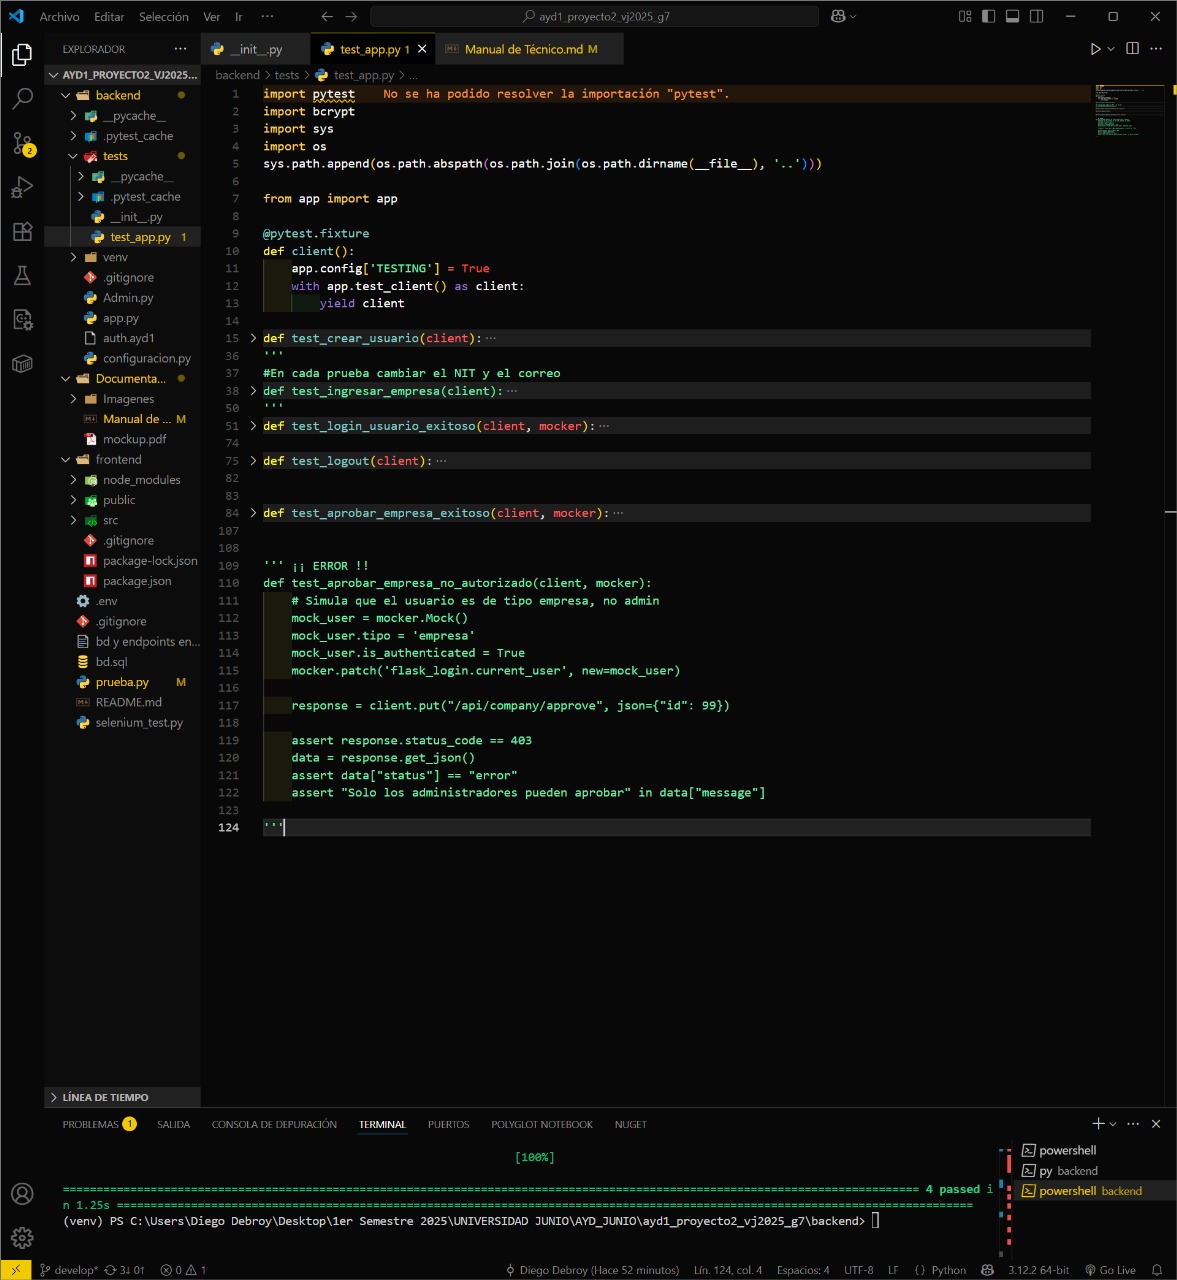 Archivo Editar Selección Ver Ir ··· ayd1_proyecto2_vj2025_g7
EXPLORADOR ···
AYD1_PROYECTO2_VJ2025...
backend
__pycache__
.pytest_cache
tests
__pycache__
.pytest_cache
__init__.py
test_app.py 1
venv
.gitignore
Admin.py
app.py
auth.ayd1
configuracion.py
Documenta...
Imagenes
Manual de ... M
mockup.pdf
frontend
node_modules
public
src
.gitignore
package-lock.json
package.json
.env
.gitignore
bd y endpoints en...
bd.sql
prueba.py M
README.md
selenium_test.py
LÍNEA DE TIEMPO
2
__init__.py test_app.py 1 Manual de Técnico.md M
backend > tests > test_app.py > ...
1 import pytest No se ha podido resolver la importación "pytest".
2 import bcrypt
3 import sys
4 import os
5 sys.path.append(os.path.abspath(os.path.join(os.path.dirname(__file__), '..')))
6
7 from app import app
8
9 @pytest.fixture
10 def client():
11 app.config['TESTING'] = True
12 with app.test_client() as client:
13 yield client
14
15 def test_crear_usuario(client): ···
36 '''
37 #En cada prueba cambiar el NIT y el correo
38 def test_ingresar_empresa(client): ···
50 '''
51 def test_login_usuario_exitoso(client, mocker): ···
74
75 def test_logout(client): ···
82
83
84 def test_aprobar_empresa_exitoso(client, mocker): ···
107
108
109 ''' ¡¡ ERROR !!
110 def test_aprobar_empresa_no_autorizado(client, mocker):
111 # Simula que el usuario es de tipo empresa, no admin
112 mock_user = mocker.Mock()
113 mock_user.tipo = 'empresa'
114 mock_user.is_authenticated = True
115 mocker.patch('flask_login.current_user', new=mock_user)
116
117 response = client.put("/api/company/approve", json={"id": 99})
118
119 assert response.status_code == 403
120 data = response.get_json()
121 assert data["status"] == "error"
122 assert "Solo los administradores pueden aprobar" in data["message"]
123
124 '''
PROBLEMAS 1 SALIDA CONSOLA DE DEPURACIÓN TERMINAL PUERTOS POLYGLOT NOTEBOOK NUGET
[100%]
======================================================== 4 passed i
n 1.25s ========================================================
(venv) PS C:\Users\Diego Debroy\Desktop\1er Semestre 2025\UNIVERSIDAD JUNIO\AYD_JUNIO\ayd1_proyecto2_vj2025_g7\backend>
powershell
py backend
powershell backend
develop* 3↓ 0↑ 0 1 Diego Debroy (Hace 52 minutos) Lín. 124, col. 4 Espacios: 4 UTF-8 LF { } Python 3.12.2 64-bit Go Live